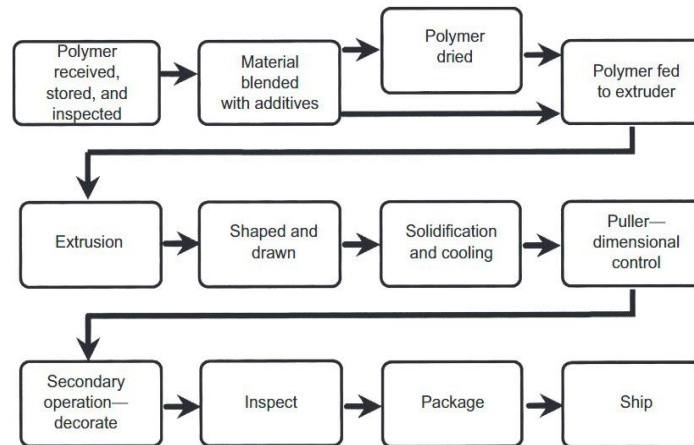 Polymer
received,
stored, and
inspected
Material
blended
with additives
Polymer
dried
Polymer fed
to extruder
Extrusion
Shaped and
drawn
Solidification
and cooling
Puller—
dimensional
control
Secondary
operation—
decorate
Inspect
Package
Ship